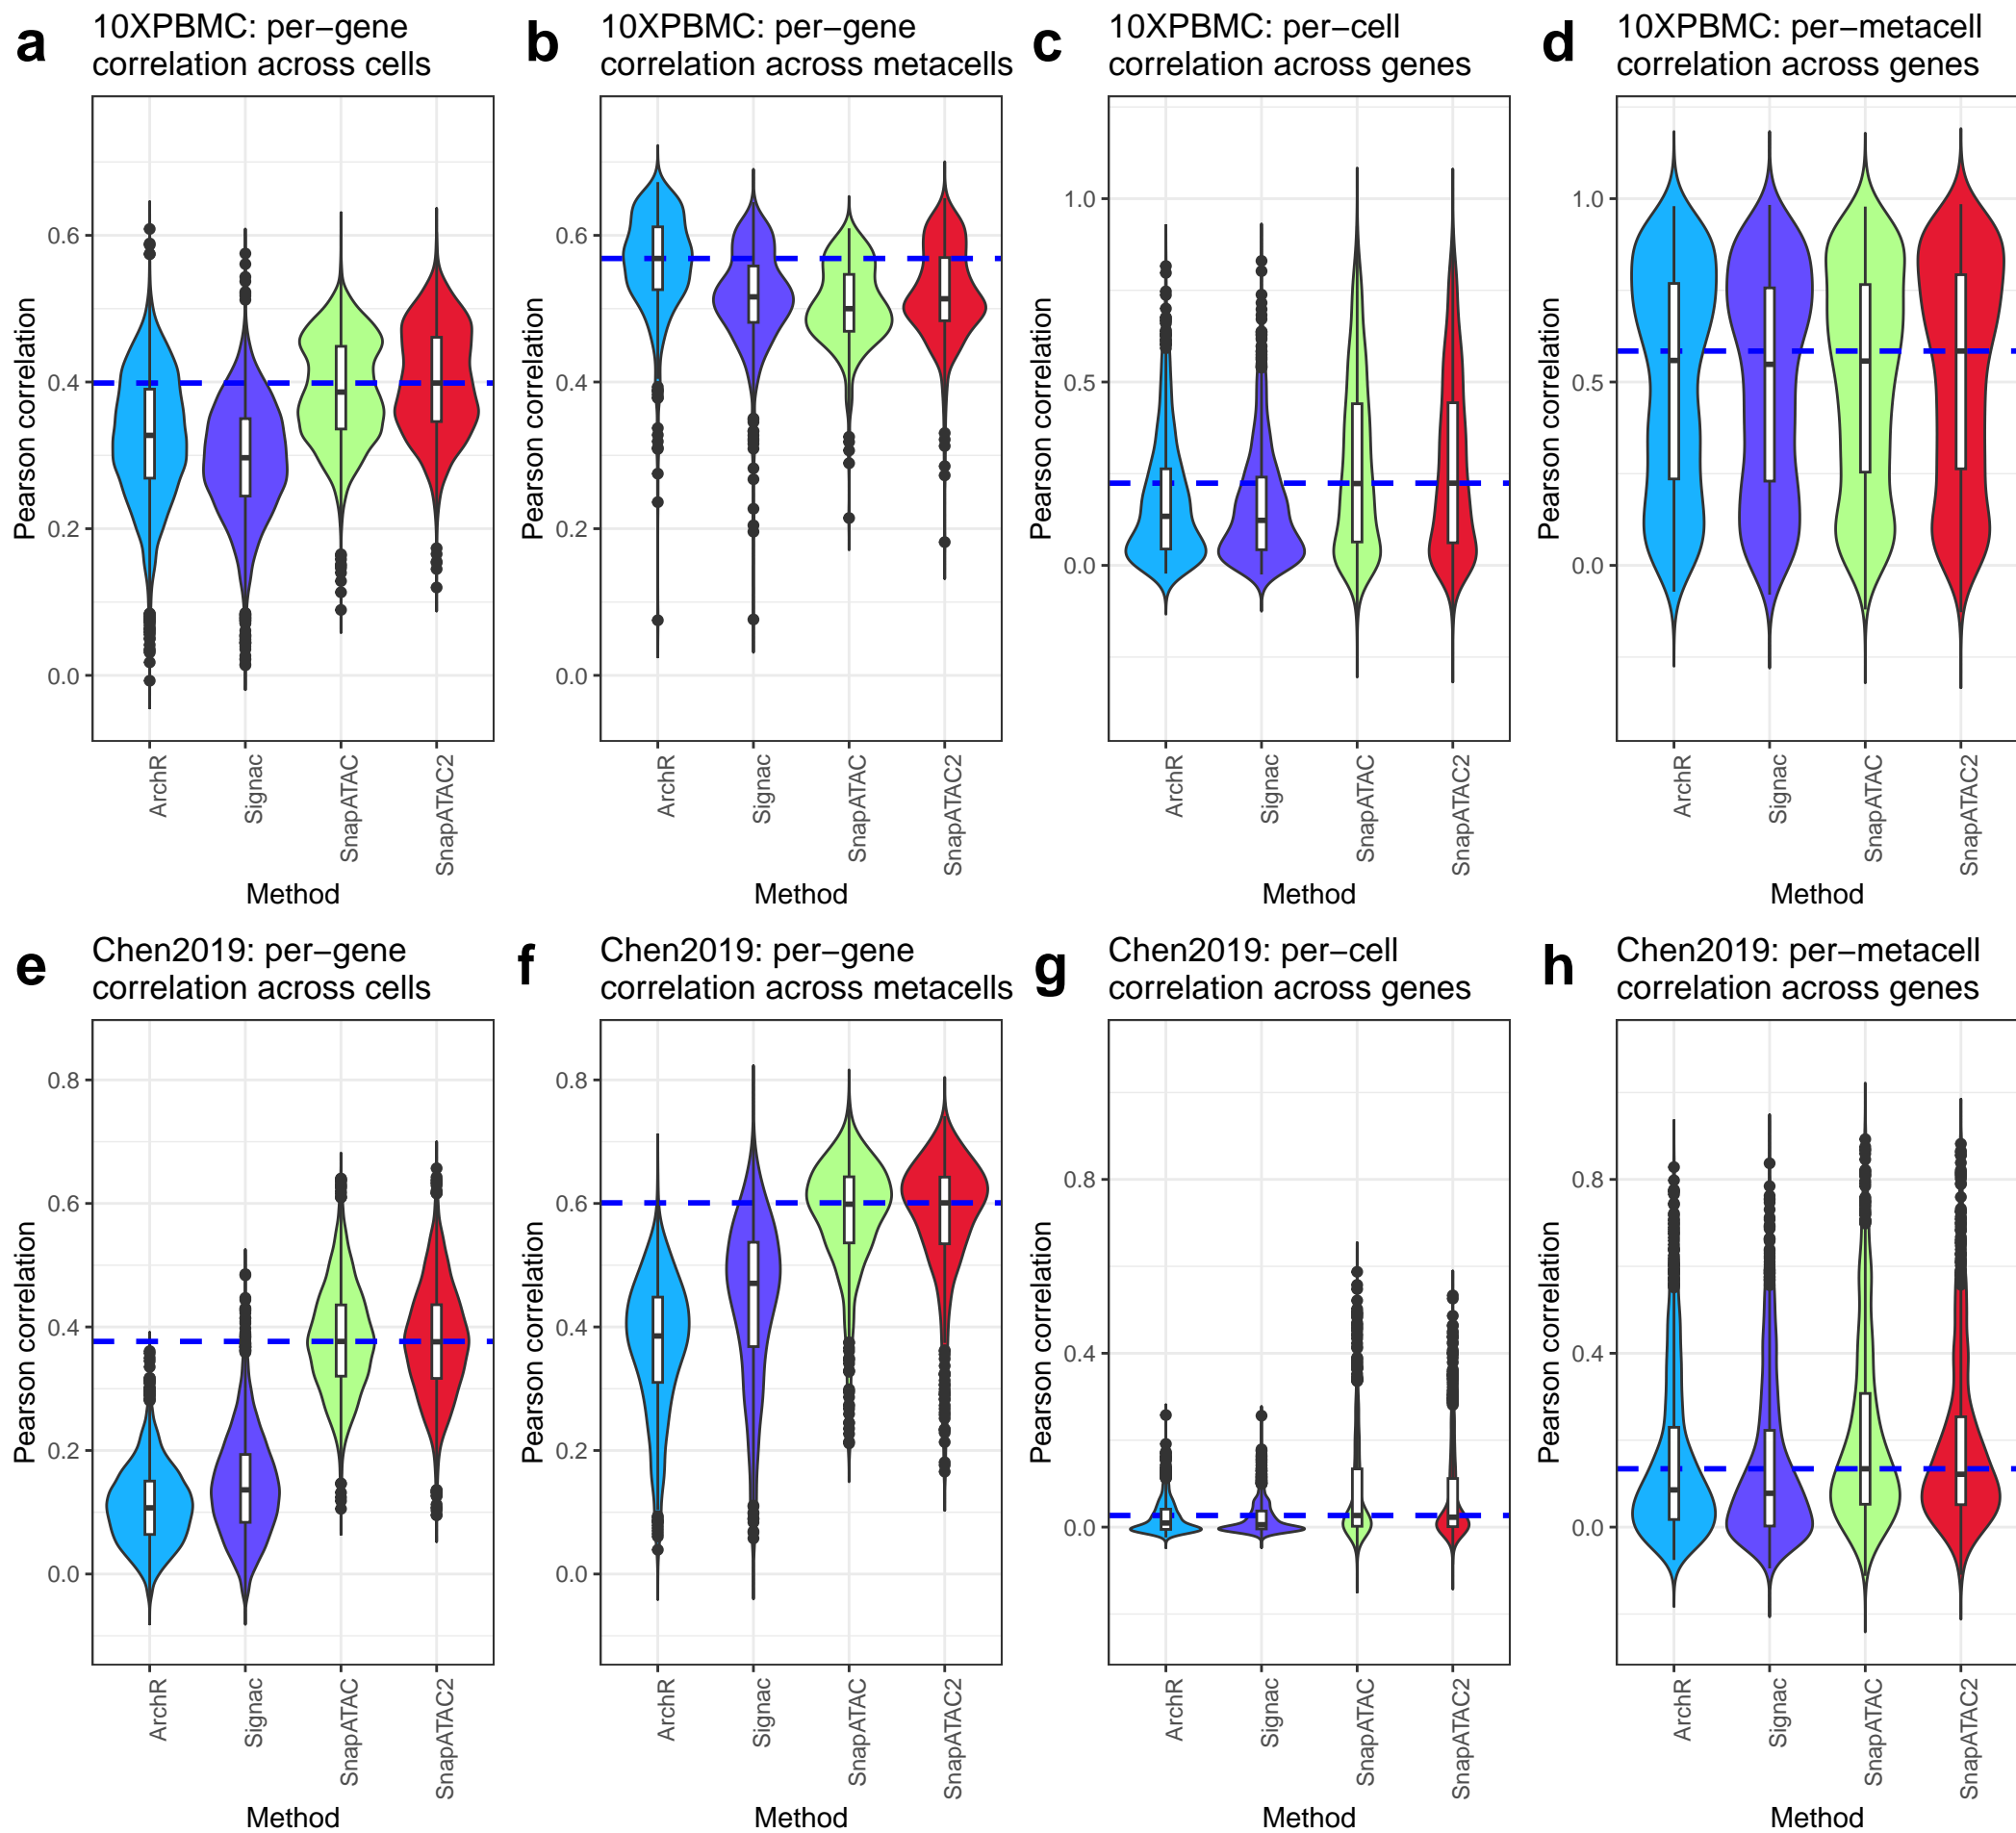 a
10XPBMC: per−gene
correlation across cells
Pearson correlation
0.6
0.4
0.2
0.0
ArchR
Signac
SnapATAC
SnapATAC2
Method
b
10XPBMC: per−gene
correlation across metacells
Pearson correlation
0.6
0.4
0.2
0.0
ArchR
Signac
SnapATAC
SnapATAC2
Method
c
10XPBMC: per−cell
correlation across genes
Pearson correlation
1.0
0.5
0.0
ArchR
Signac
SnapATAC
SnapATAC2
Method
d
10XPBMC: per−metacell
correlation across genes
Pearson correlation
1.0
0.5
0.0
ArchR
Signac
SnapATAC
SnapATAC2
Method
e
Chen2019: per−gene
correlation across cells
Pearson correlation
0.8
0.6
0.4
0.2
0.0
ArchR
Signac
SnapATAC
SnapATAC2
Method
f
Chen2019: per−gene
correlation across metacells
Pearson correlation
0.8
0.6
0.4
0.2
0.0
ArchR
Signac
SnapATAC
SnapATAC2
Method
g
Chen2019: per−cell
correlation across genes
Pearson correlation
0.8
0.4
0.0
ArchR
Signac
SnapATAC
SnapATAC2
Method
h
Chen2019: per−metacell
correlation across genes
Pearson correlation
0.8
0.4
0.0
ArchR
Signac
SnapATAC
SnapATAC2
Method